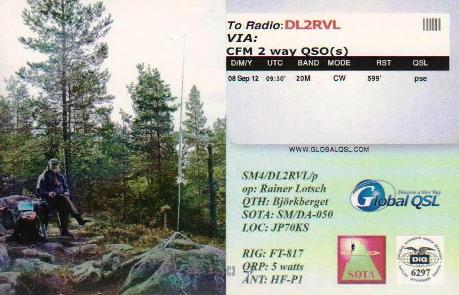 To Radio: DL2RVL
VIA:
CFM 2 way QSO(s)
D/M/Y UTC BAND MODE RST QSL
08 Sep 12 09:30' 20M CW 599' pse
WWW.GLOBALQSL.COM
SM4/DL2RVL/p
op: Rainer Lotsch
QTH: Björkberget
SOTA: SM/DA-050
LOC: JP70KS
Discover a New Way
Global QSL
RIG: FT-817
QRP: 5 watts
ANT: HF-P1
SOTA
DIG
6297